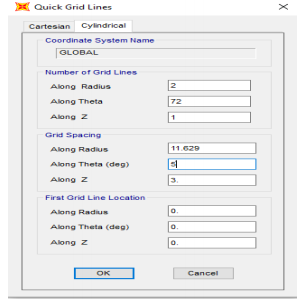 Quick Grid Lines
Cartesian Cylindrical
Coordinate System Name
GLOBAL
Number of Grid Lines
Along Radius 2
Along Theta 72
Along Z 1
Grid Spacing
Along Radius 11.629
Along Theta (deg) 5
Along Z 3.
First Grid Line Location
Along Radius 0.
Along Theta (deg) 0.
Along Z 0.
OK Cancel